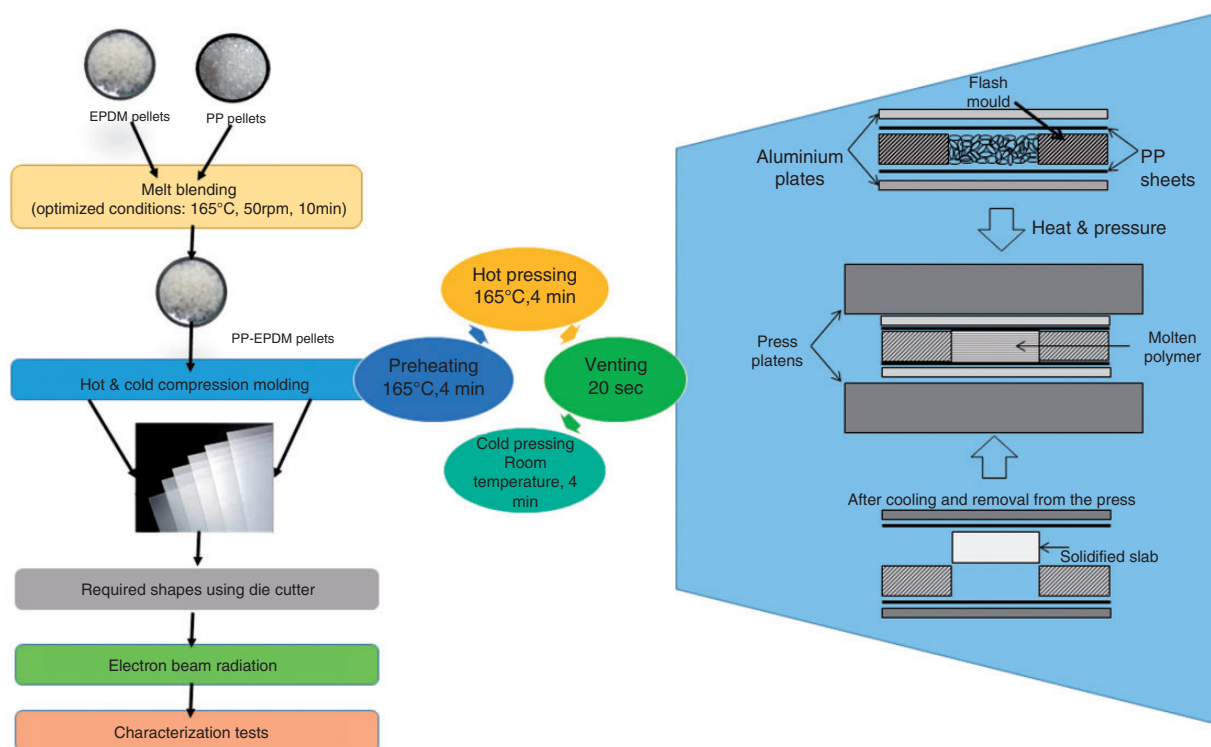 EPDM pellets
PP pellets
Melt blending
(optimized conditions: 165°C, 50rpm, 10min)
PP-EPDM pellets
Hot & cold compression molding
Required shapes using die cutter
Electron beam radiation
Characterization tests
Preheating
165°C,4 min
Hot pressing
165°C,4 min
Venting
20 sec
Cold pressing
Room
temperature, 4
min
Flash
mould
Aluminium
plates
PP
sheets
Heat & pressure
Press
platens
Molten
polymer
After cooling and removal from the press
Solidified slab